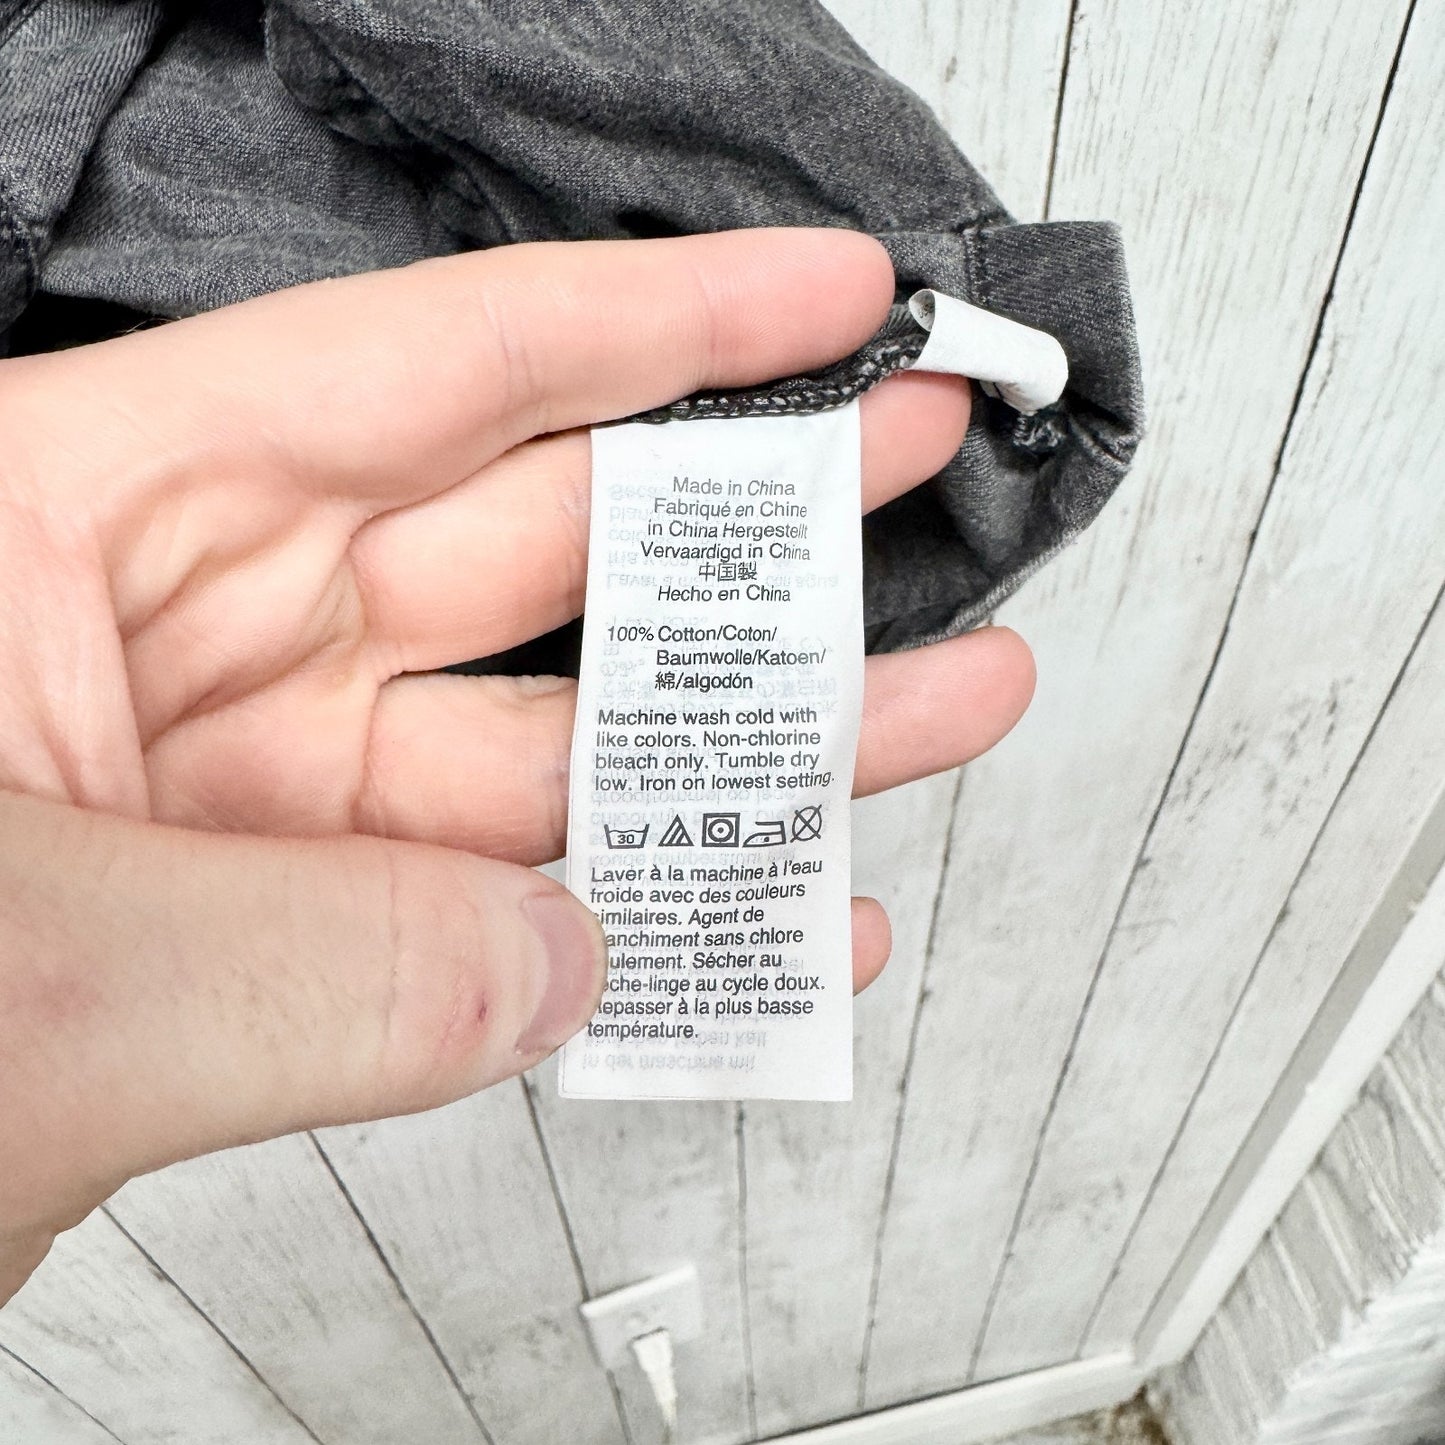 Made in China
Fabriqué en Chine
in China Hergestellt
Vervaardigd in China
中国製
Hecho en China
100% Cotton/Coton/
Baumwolle/Katoen/
綿/algodón
Machine wash cold with
like colors. Non-chlorine
bleach only. Tumble dry
low. Iron on lowest setting.
30
Laver à la machine à l'eau
froide avec des couleurs
similaires. Agent de
anchiment sans chlore
ulement. Sécher au
che-linge au cycle doux.
epasser à la plus basse
température.